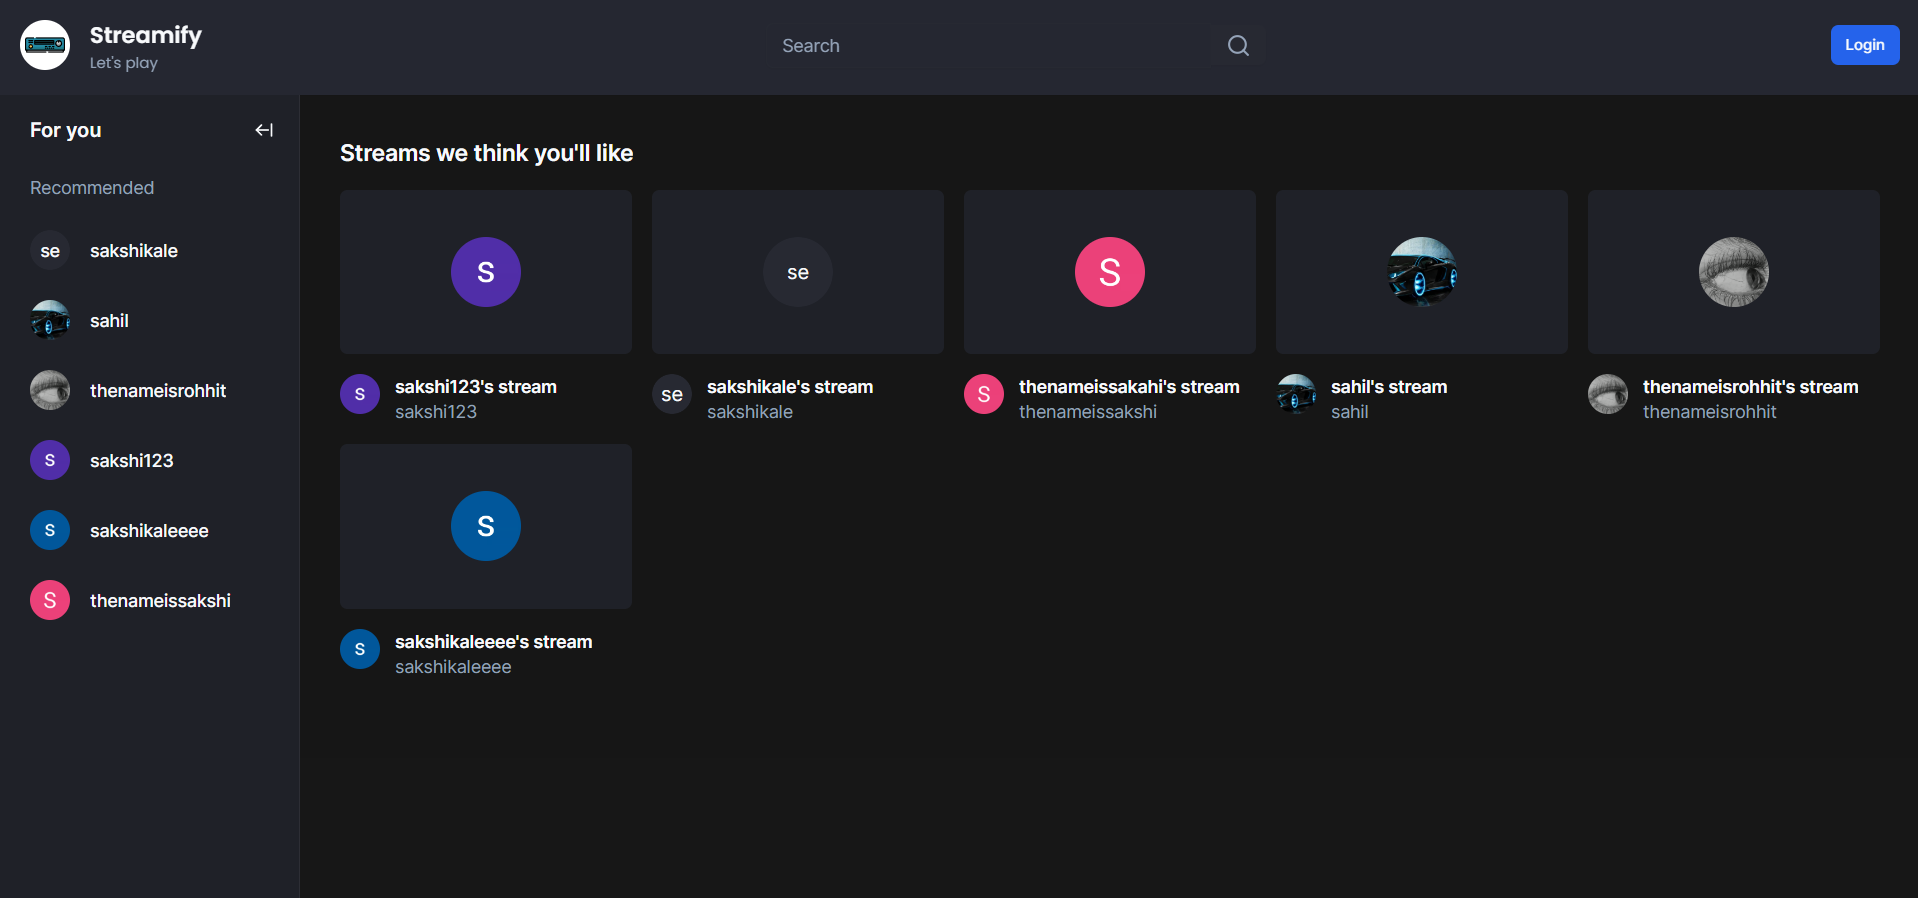 Streamify
Let's play
Search
Login
For you
Recommended
se sakshikale
sahil
thenameisrohhit
S sakshi123
S sakshikaleeee
S thenameissakshi
Streams we think you'll like
S
se
S
S sakshi123's stream
sakshi123
se sakshikale's stream
sakshikale
S thenameissakahi's stream
thenameissakshi
sahil's stream
sahil
thenameisrohhit's stream
thenameisrohhit
S
S sakshikaleeee's stream
sakshikaleeee